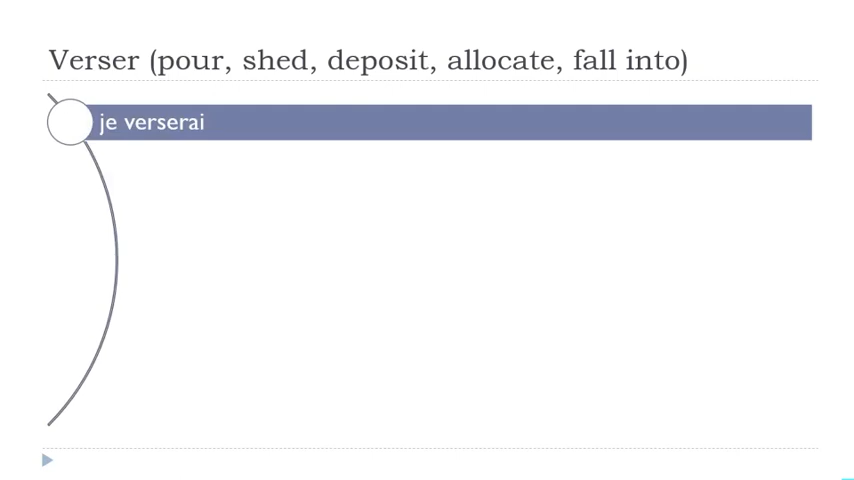 Verser (pour, shed, deposit, allocate, fall into)
je verserai